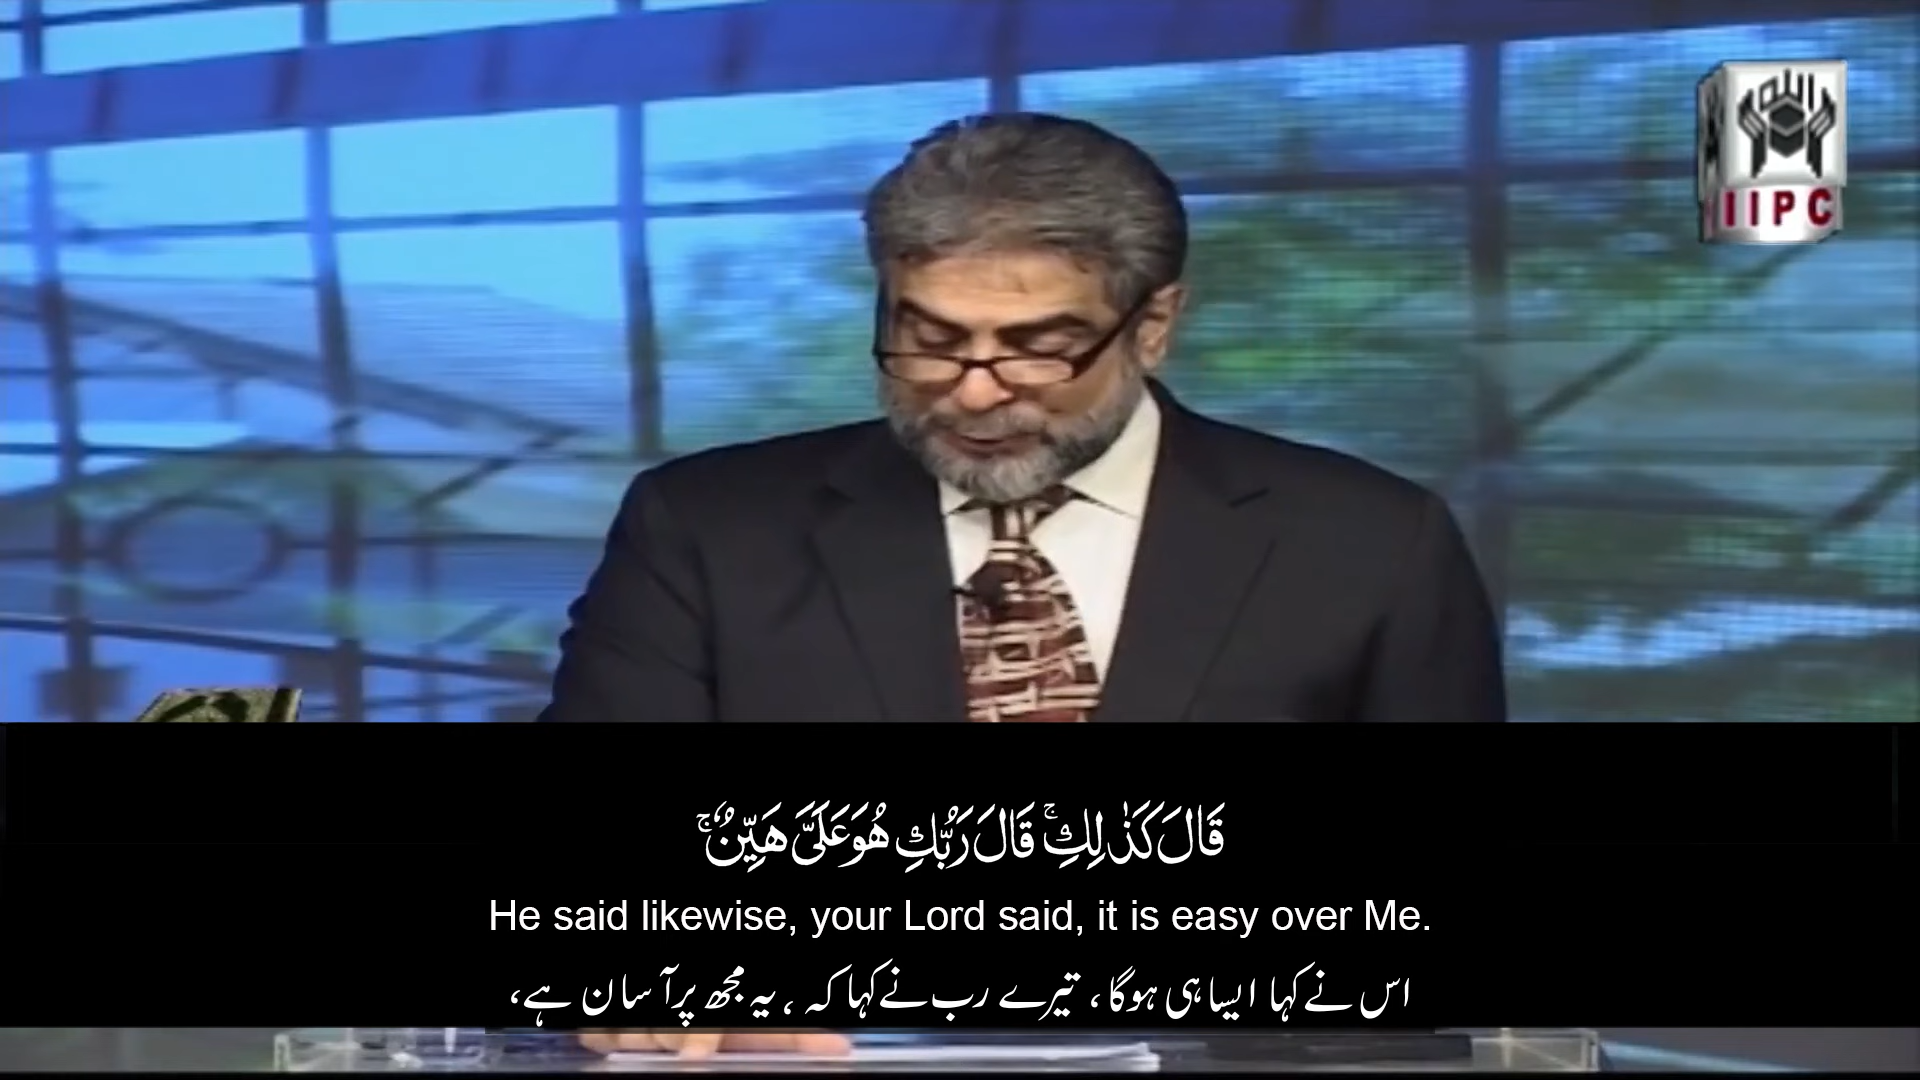 الله
IIPC
قَالَ كَذٰلِكِ ۚ قَالَ رَبُّكِ هُوَ عَلَيَّ هَيِّنٌ ۚ
He said likewise, your Lord said, it is easy over Me.
اس نے کہا ایسا ہی ہوگا، تیرے رب نے کہا کہ، یہ مجھ پر آسان ہے،